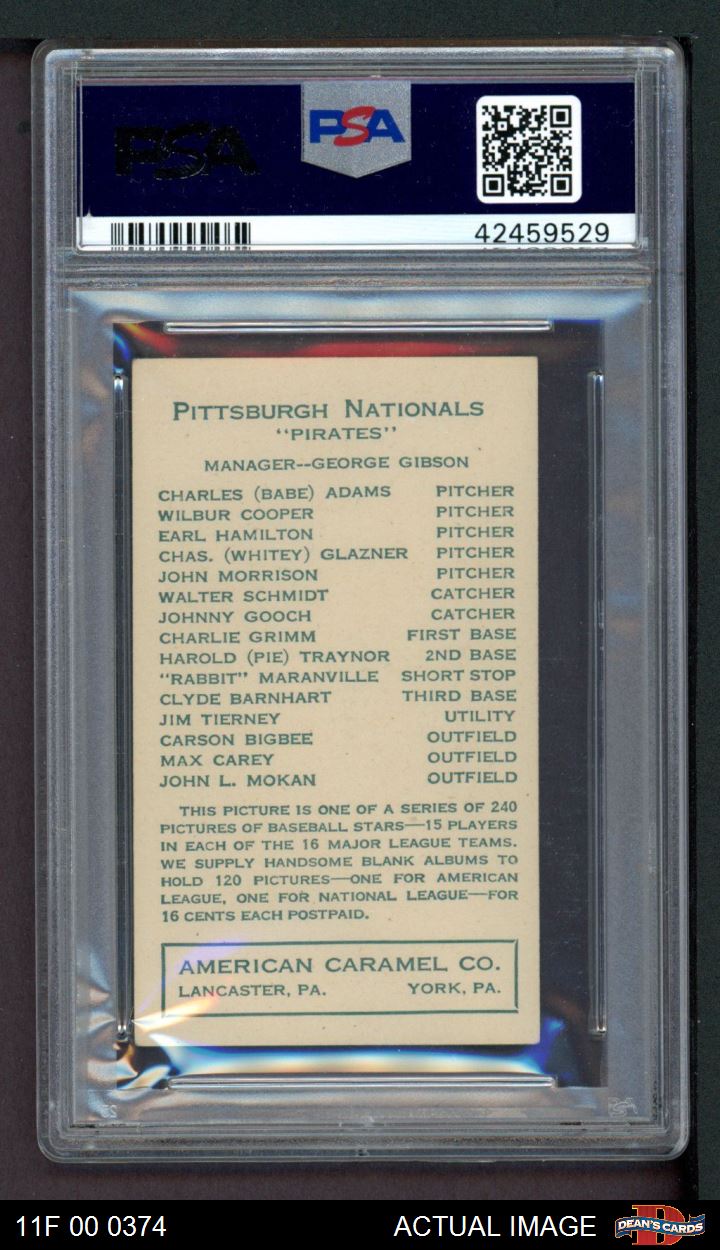 PSA
PSA
42459529
PITTSBURGH NATIONALS
"PIRATES"
MANAGER--GEORGE GIBSON
CHARLES (BABE) ADAMS PITCHER
WILBUR COOPER PITCHER
EARL HAMILTON PITCHER
CHAS. (WHITEY) GLAZNER PITCHER
JOHN MORRISON PITCHER
WALTER SCHMIDT CATCHER
JOHNNY GOOCH CATCHER
CHARLIE GRIMM FIRST BASE
HAROLD (PIE) TRAYNOR 2ND BASE
"RABBIT" MARANVILLE SHORT STOP
CLYDE BARNHART THIRD BASE
JIM TIERNEY UTILITY
CARSON BIGBEE OUTFIELD
MAX CAREY OUTFIELD
JOHN L. MOKAN OUTFIELD
THIS PICTURE IS ONE OF A SERIES OF 240
PICTURES OF BASEBALL STARS—15 PLAYERS
IN EACH OF THE 16 MAJOR LEAGUE TEAMS.
WE SUPPLY HANDSOME BLANK ALBUMS TO
HOLD 120 PICTURES—ONE FOR AMERICAN
LEAGUE, ONE FOR NATIONAL LEAGUE—FOR
16 CENTS EACH POSTPAID.
AMERICAN CARAMEL CO.
LANCASTER, PA. YORK, PA.
11F 00 0374 ACTUAL IMAGE DEAN'S CARDS